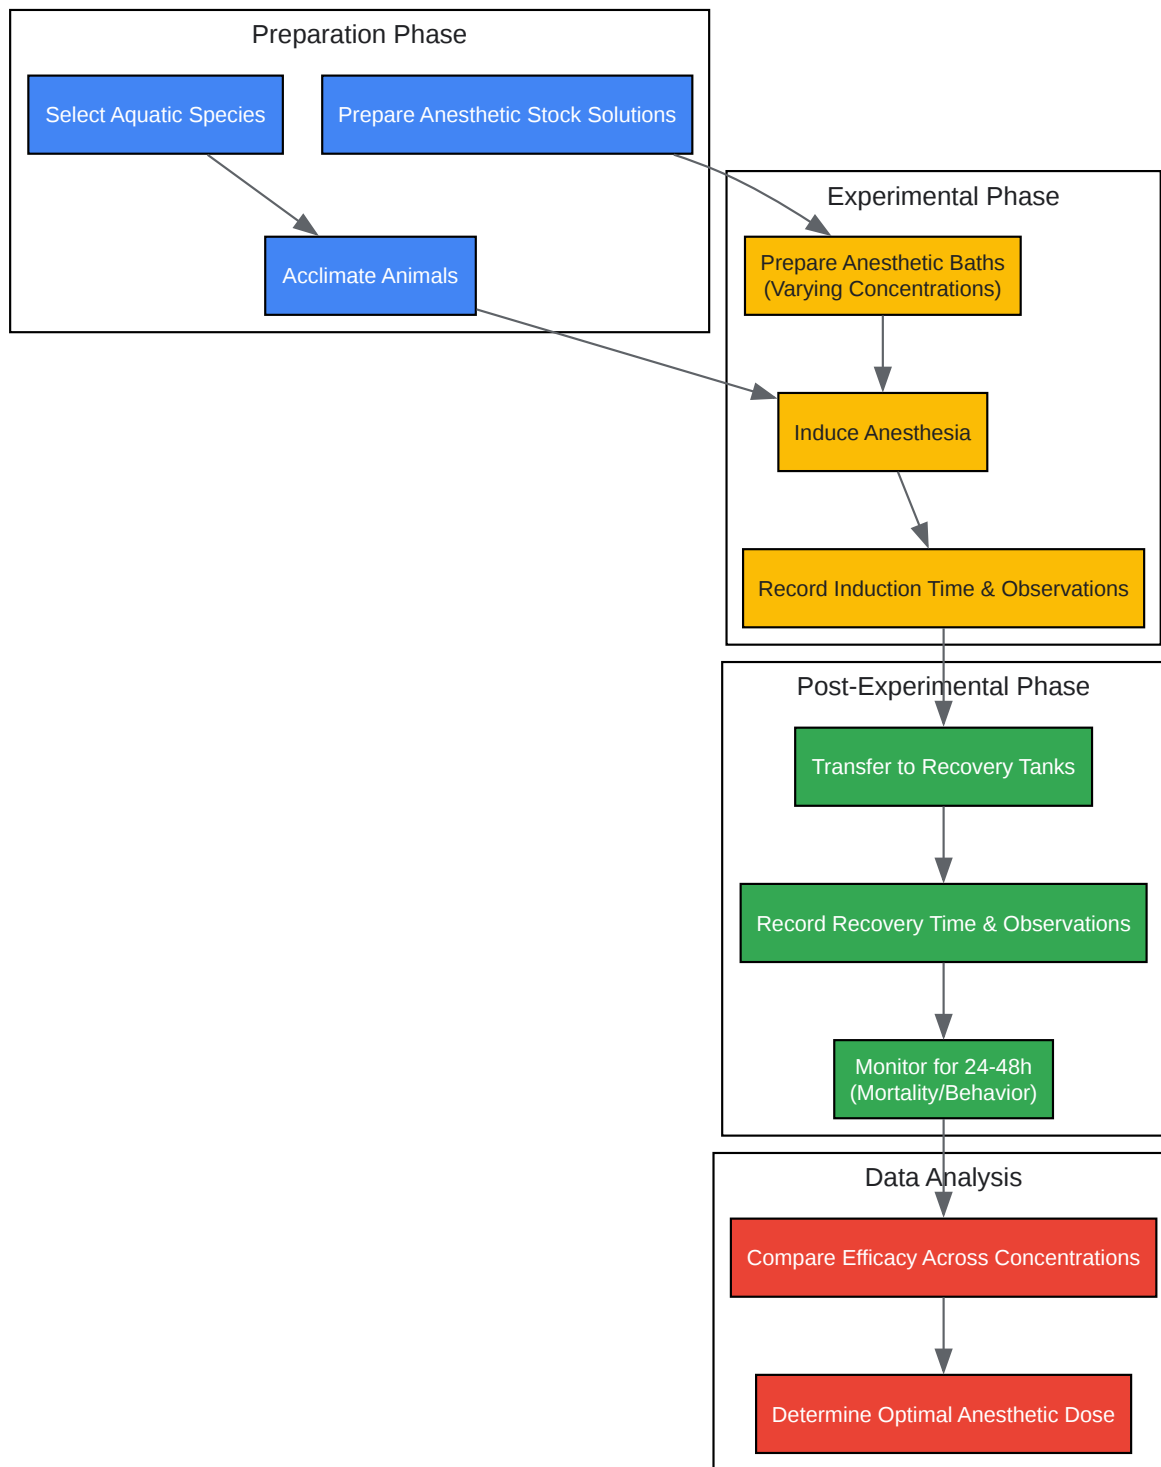 Preparation Phase
Select Aquatic Species
Prepare Anesthetic Stock Solutions
Acclimate Animals
Experimental Phase
Prepare Anesthetic Baths
(Varying Concentrations)
Induce Anesthesia
Record Induction Time & Observations
Post-Experimental Phase
Transfer to Recovery Tanks
Record Recovery Time & Observations
Monitor for 24-48h
(Mortality/Behavior)
Data Analysis
Compare Efficacy Across Concentrations
Determine Optimal Anesthetic Dose